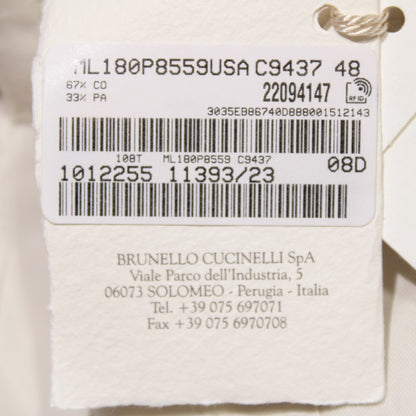 ML180P8559USA C9437 48
67% CO
33% PA
22094147
RFID
3035EB86740D888001512143
108T ML180P8559 C9437
08D
1012255 11393/23
BRUNELLO CUCINELLI SpA
Viale Parco dell'Industria, 5
06073 SOLOMEO - Perugia - Italia
Tel. +39 075 697071
Fax +39 075 6970708